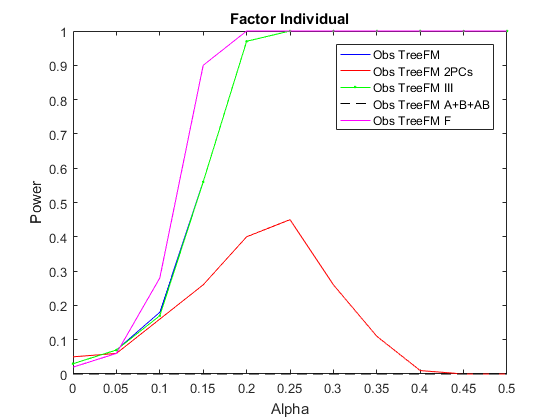 Factor Individual
1
0.9
0.8
0.7
0.6
0.5
0.4
0.3
0.2
0.1
0
Power
Obs TreeFM
Obs TreeFM 2PCs
Obs TreeFM III
Obs TreeFM A+B+AB
Obs TreeFM F
0 0.05 0.1 0.15 0.2 0.25 0.3 0.35 0.4 0.45 0.5
Alpha